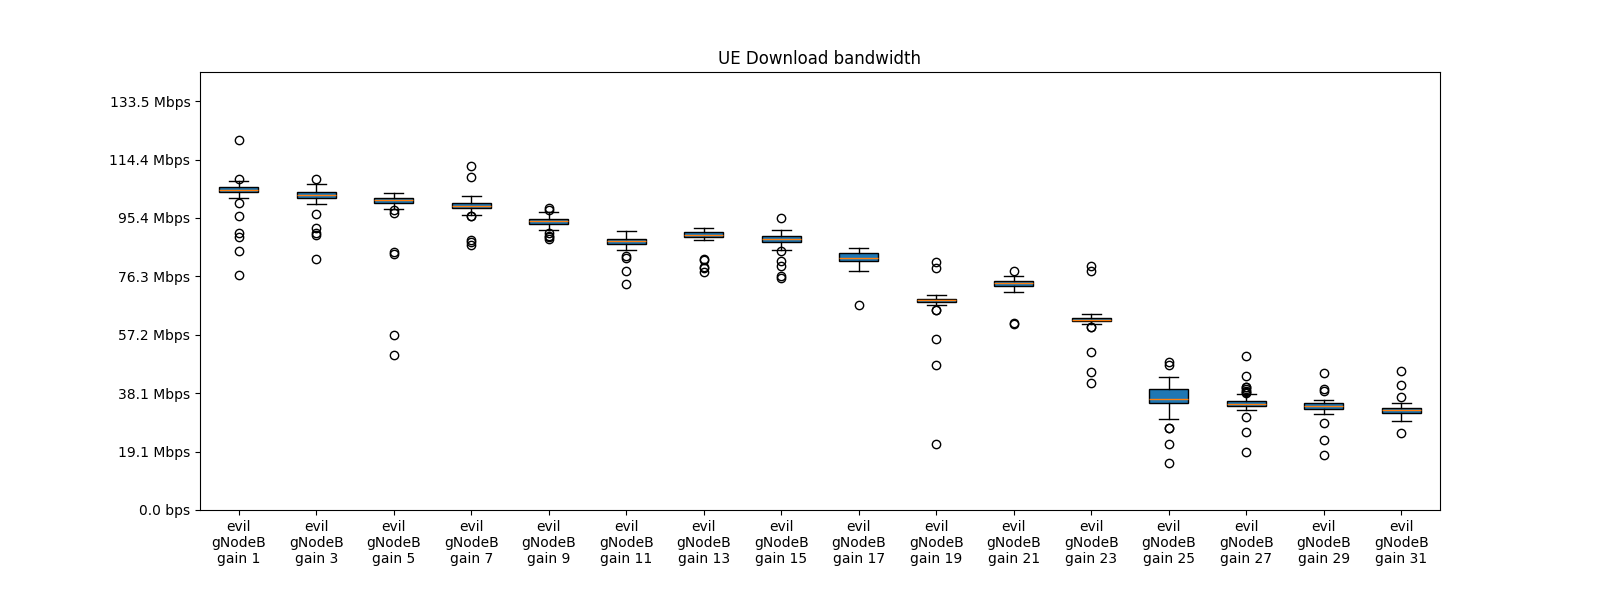 UE Download bandwidth
133.5 Mbps
114.4 Mbps
95.4 Mbps
76.3 Mbps
57.2 Mbps
38.1 Mbps
19.1 Mbps
0.0 bps
evil evil evil evil evil evil evil evil evil evil evil evil evil evil evil evil
gNodeB gNodeB gNodeB gNodeB gNodeB gNodeB gNodeB gNodeB gNodeB gNodeB gNodeB gNodeB gNodeB gNodeB gNodeB gNodeB
gain 1 gain 3 gain 5 gain 7 gain 9 gain 11 gain 13 gain 15 gain 17 gain 19 gain 21 gain 23 gain 25 gain 27 gain 29 gain 31